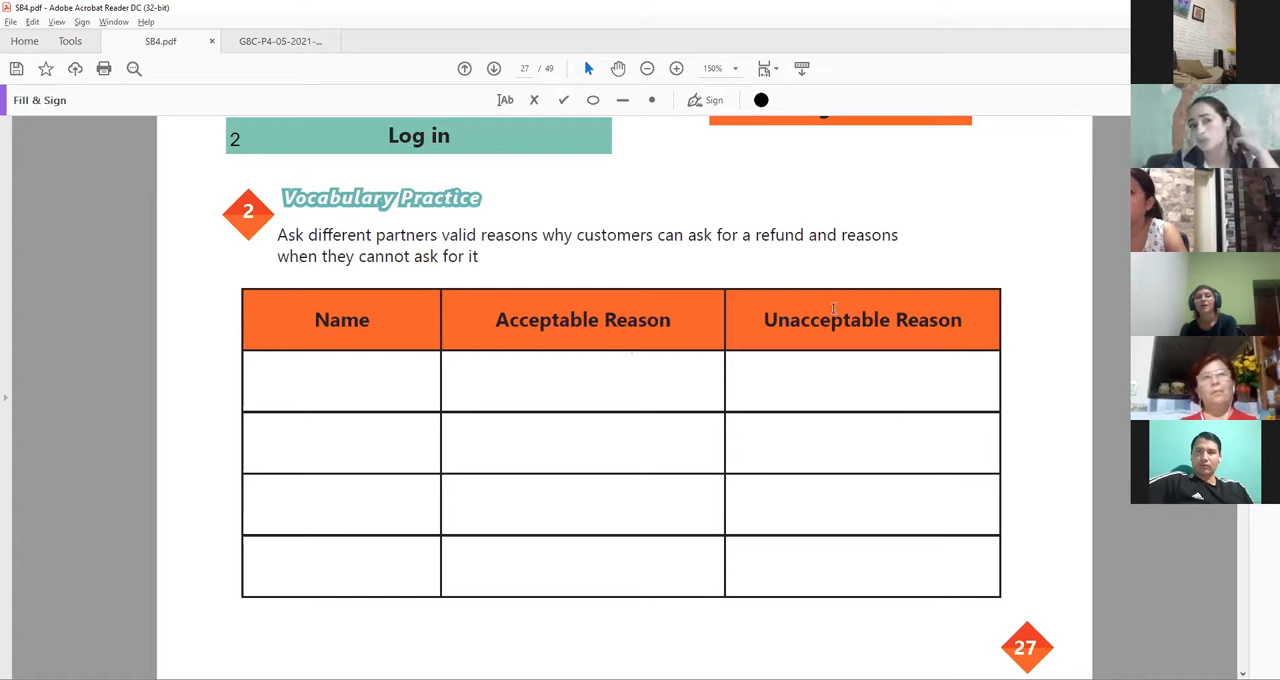 SB4.pdf - Adobe Acrobat Reader DC (32-bit)
File Edit View Sign Window Help
Home Tools SB4.pdf × G8C-P4-05-2021-...
27 / 49 150%
Fill & Sign Ab Sign
2 Log in
2 Vocabulary Practice
Ask different partners valid reasons why customers can ask for a refund and reasons
when they cannot ask for it
Name Acceptable Reason Unacceptable Reason
27